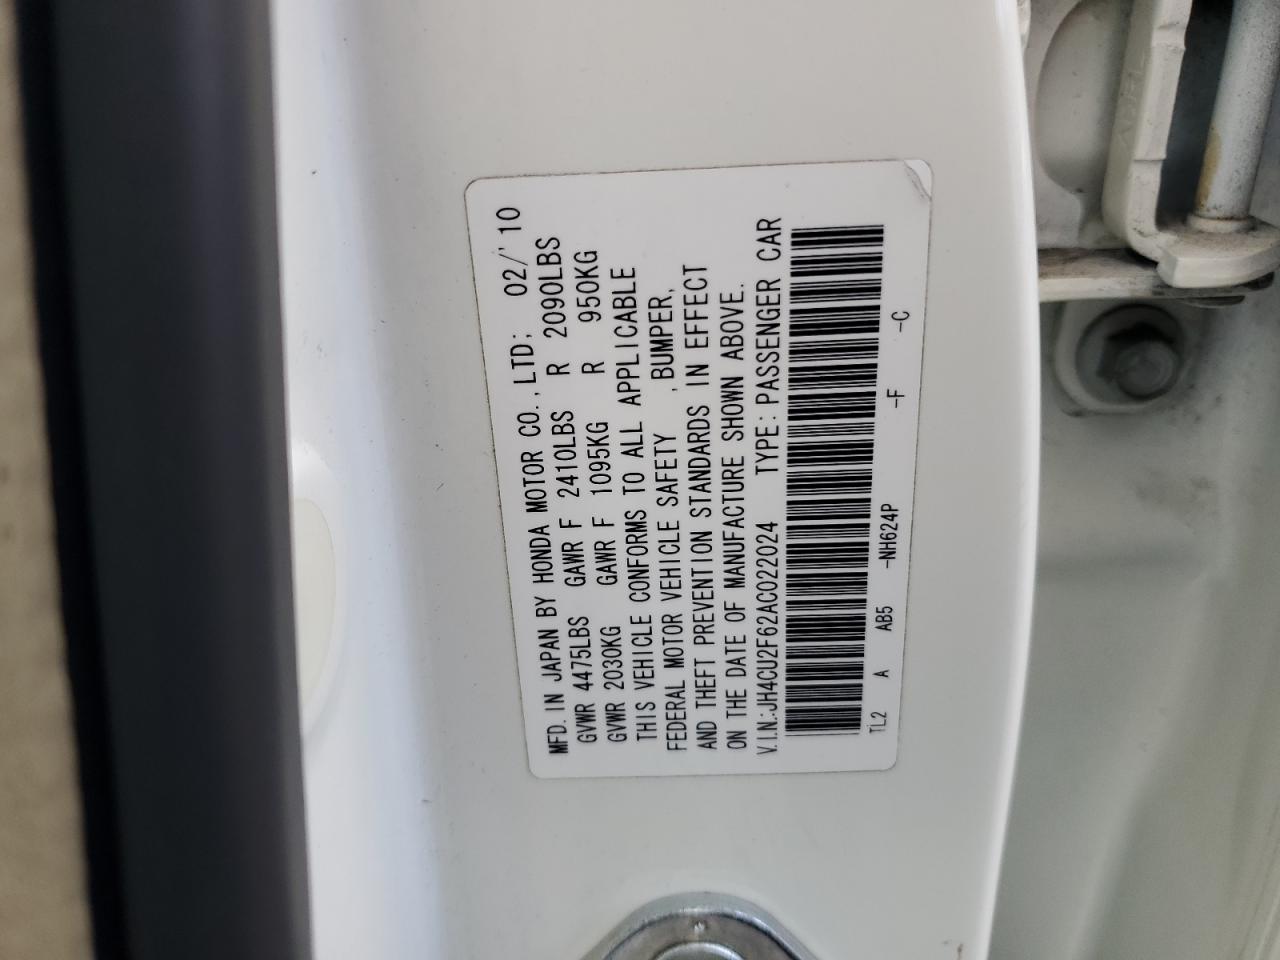 MFD. IN JAPAN BY HONDA MOTOR CO., LTD: 02/'10
GVWR 4475LBS GAWR F 2410LBS R 2090LBS
GVWR 2030KG GAWR F 1095KG R 950KG
THIS VEHICLE CONFORMS TO ALL APPLICABLE
FEDERAL MOTOR VEHICLE SAFETY , BUMPER,
AND THEFT PREVENTION STANDARDS IN EFFECT
ON THE DATE OF MANUFACTURE SHOWN ABOVE.
V.I.N.:JH4CU2F62AC022024 TYPE: PASSENGER CAR
TL2 A AB5 -NH624P -F -C